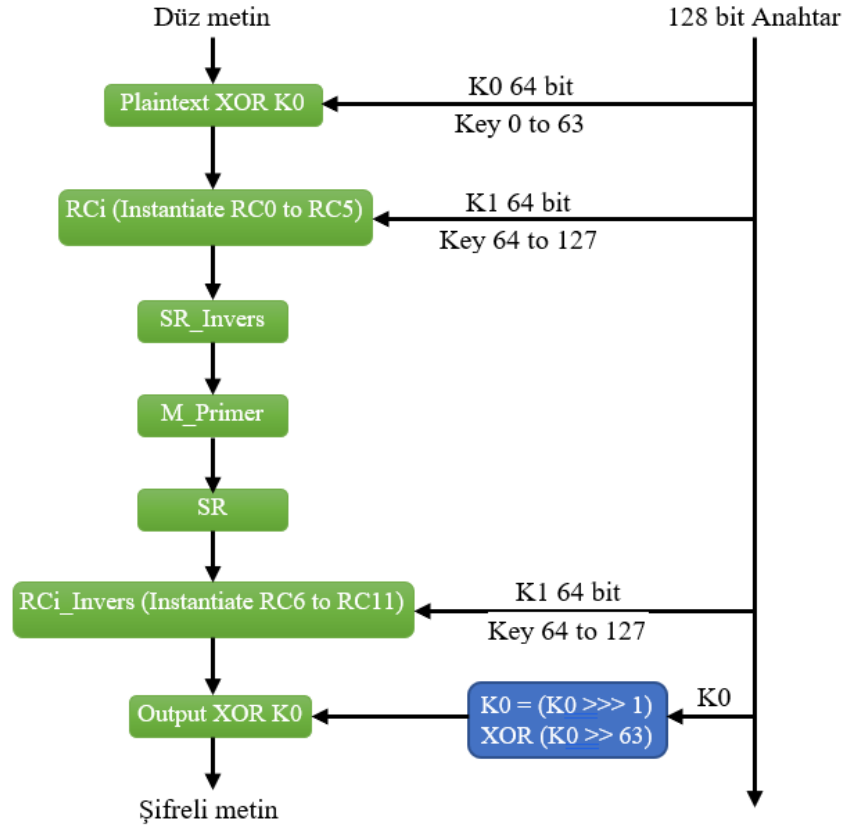 Düz metin
128 bit Anahtar
Plaintext XOR K0
K0 64 bit
Key 0 to 63
RCi (Instantiate RC0 to RC5)
K1 64 bit
Key 64 to 127
SR_Invers
M_Primer
SR
RCi_Invers (Instantiate RC6 to RC11)
K1 64 bit
Key 64 to 127
Output XOR K0
K0 = (K0 >>> 1)
XOR (K0 >> 63)
K0
Şifreli metin